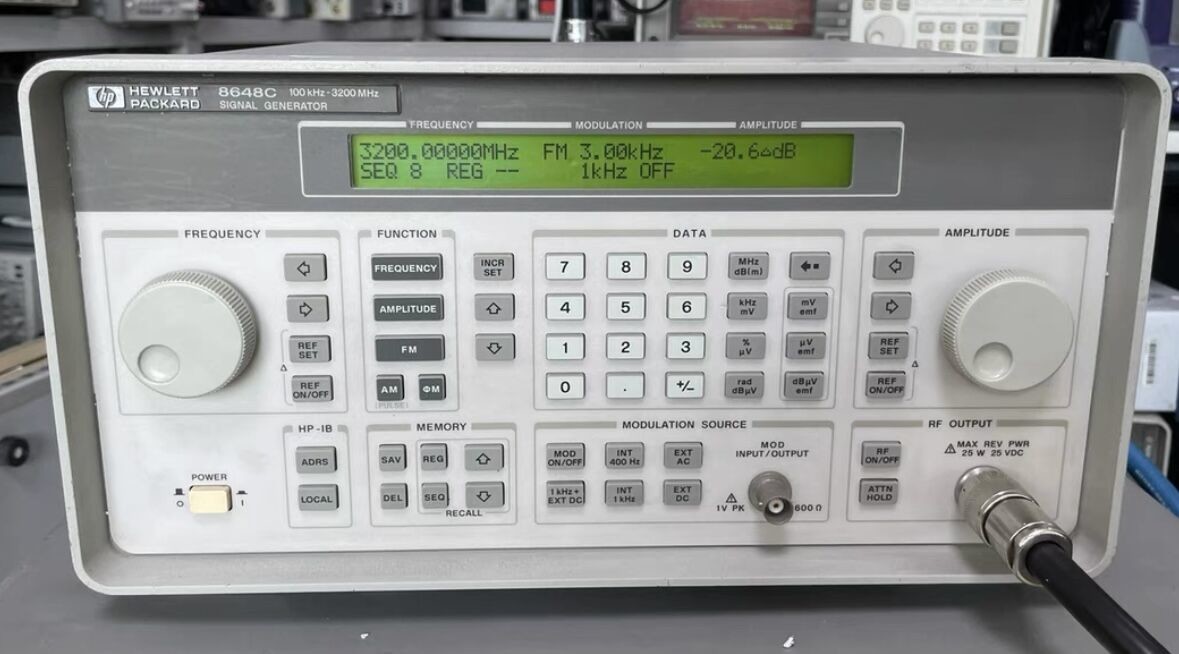 hp HEWLETT PACKARD
8648C 100 kHz - 3200 MHz
SIGNAL GENERATOR
FREQUENCY MODULATION AMPLITUDE
3200.00000MHz FM 3.00kHz -20.6△dB
SEQ 8 REG -- 1kHz OFF
FREQUENCY
REF SET
△
REF ON/OFF
FUNCTION
FREQUENCY
AMPLITUDE
FM
AM ΦM
(PULSE)
INCR SET
DATA
7 8 9 MHz dB(m)
4 5 6 kHz mV mV emf
1 2 3 % µV µV emf
0 . +/− rad dBµV dBµV emf
AMPLITUDE
REF SET
△
REF ON/OFF
POWER
O I
HP-IB
ADRS
LOCAL
MEMORY
SAV REG
DEL SEQ
RECALL
MODULATION SOURCE
MOD ON/OFF INT 400 Hz EXT AC
1 kHz + EXT DC INT 1 kHz EXT DC
MOD INPUT/OUTPUT
1V PK 600 Ω
RF OUTPUT
RF ON/OFF
ATTN HOLD
MAX REV PWR
25 W 25 VDC